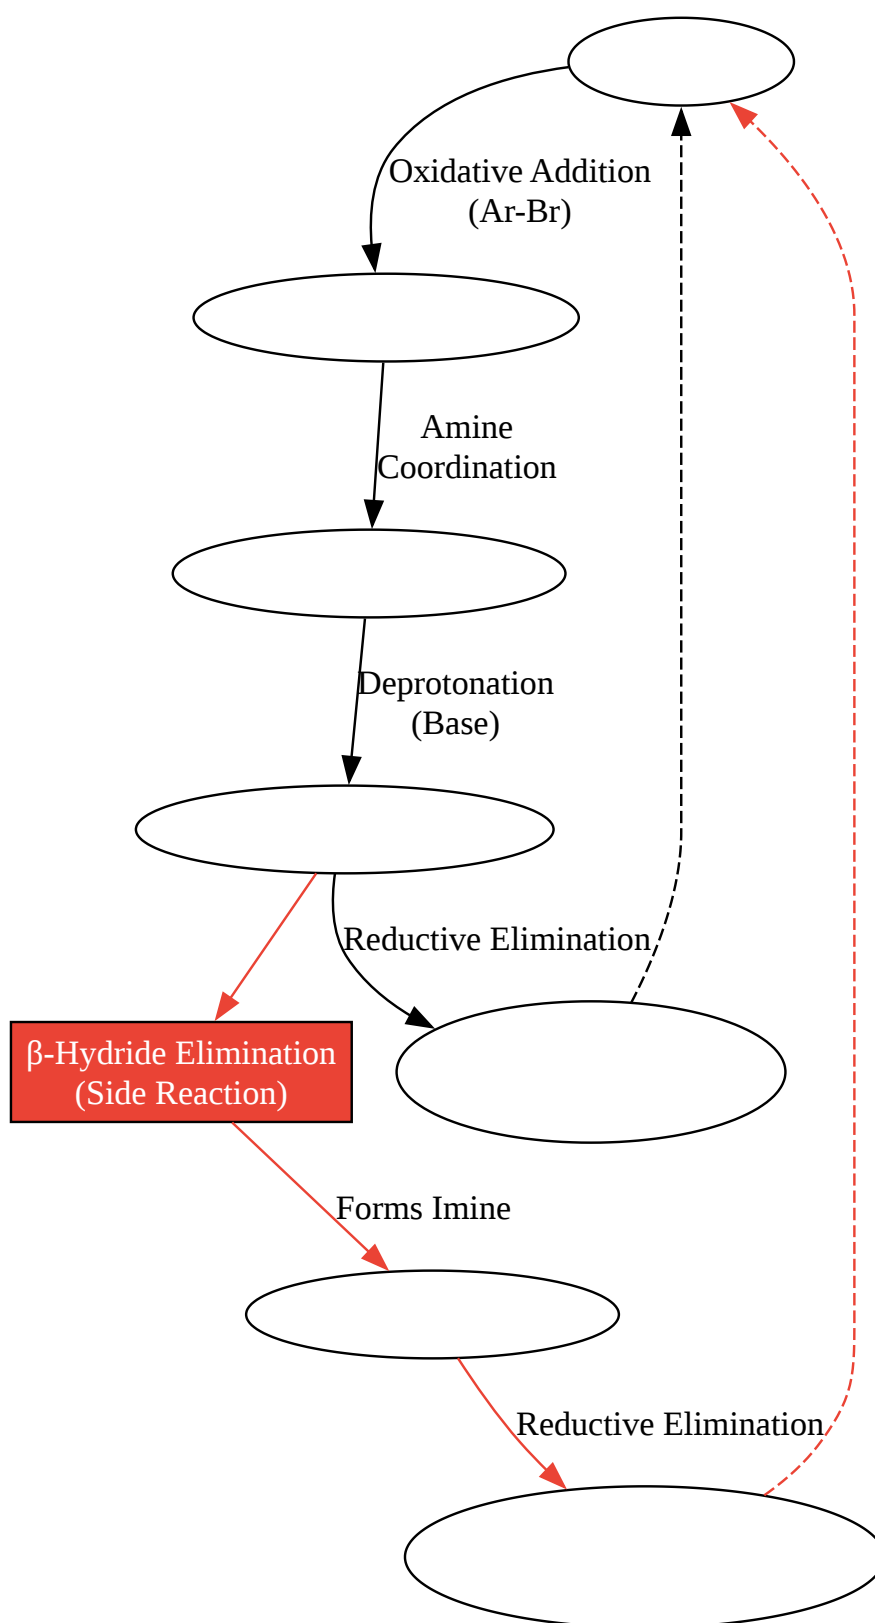 Oxidative Addition
(Ar-Br)
Amine
Coordination
Deprotonation
(Base)
Reductive Elimination
β-Hydride Elimination
(Side Reaction)
Forms Imine
Reductive Elimination